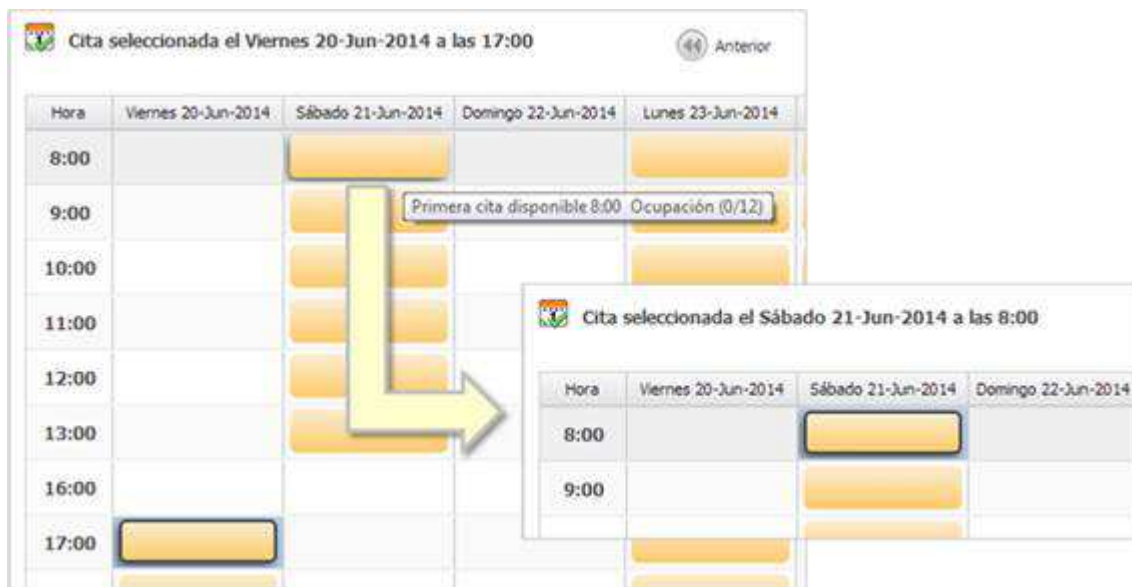 Cita seleccionada el Viernes 20-Jun-2014 a las 17:00
Anterior
Hora Viernes 20-Jun-2014 Sábado 21-Jun-2014 Domingo 22-Jun-2014 Lunes 23-Jun-2014
8:00
Primera cita disponible 8:00 Ocupación (0/12)
9:00
10:00
11:00
12:00
13:00
16:00
17:00
Cita seleccionada el Sábado 21-Jun-2014 a las 8:00
Hora Viernes 20-Jun-2014 Sábado 21-Jun-2014 Domingo 22-Jun-2014
8:00
9:00